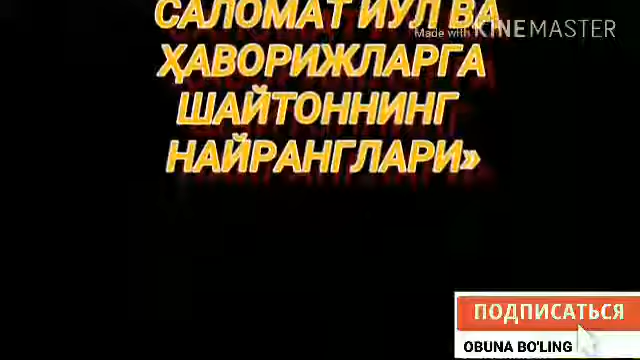 САЛОМАТ ЙУЛ ВА
Made with KINEMASTER
ҲАВОРИЖЛАРГА
ШАЙТОННИНГ
НАЙРАНГЛАРИ»
ПОДПИСАТЬСЯ
OBUNA BO'LING